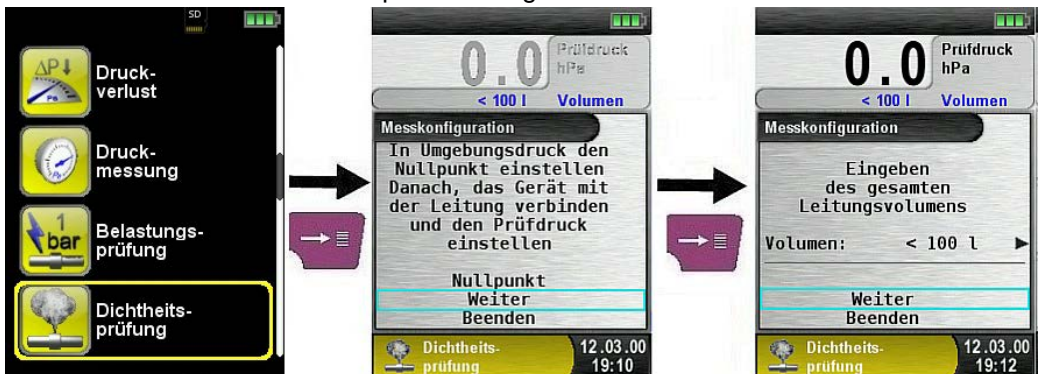 SD
ΔP↓
Pa
Druck-
verlust
Druck-
messung
1
bar
Belastungs-
prüfung
Dichtheits-
prüfung
0.0
Prüfdruck
hPa
< 100 l Volumen
Messkonfiguration
In Umgebungsdruck den
Nullpunkt einstellen
Danach, das Gerät mit
der Leitung verbinden
und den Prüfdruck
einstellen
Nullpunkt
Weiter
Beenden
Dichtheits-
prüfung
12.03.00
19:10
0.0
Prüfdruck
hPa
< 100 l Volumen
Messkonfiguration
Eingeben
des gesamten
Leitungsvolumens
Volumen: < 100 l ▶
Weiter
Beenden
Dichtheits-
prüfung
12.03.00
19:12